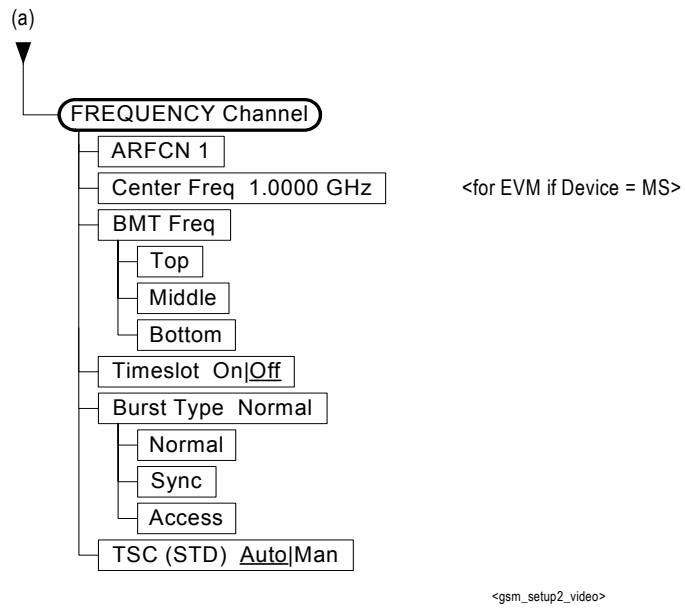 (a)
FREQUENCY Channel
ARFCN 1
Center Freq 1.0000 GHz <for EVM if Device = MS>
BMT Freq
Top
Middle
Bottom
Timeslot On|Off
Burst Type Normal
Normal
Sync
Access
TSC (STD) Auto|Man
<gsm_setup2_video>